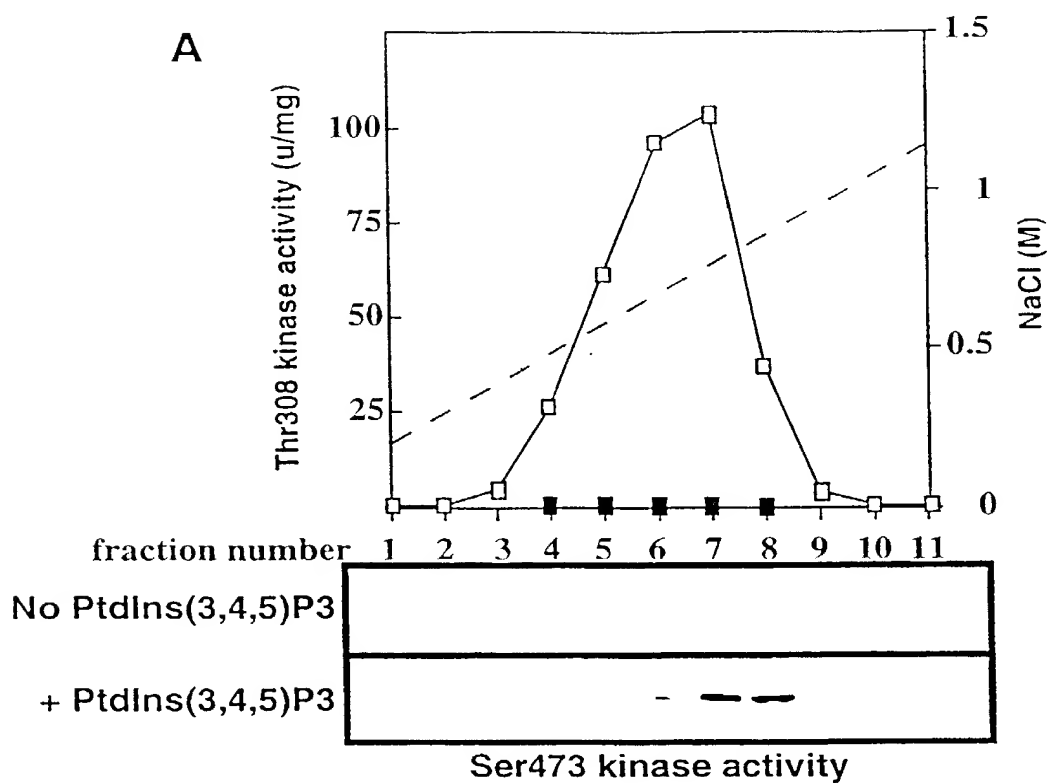 A
Thr308 kinase activity (u/mg)
100
75
50
25
1.5
1
0.5
0
NaCl (M)
fraction number 1 2 3 4 5 6 7 8 9 10 11
No PtdIns(3,4,5)P3
+ PtdIns(3,4,5)P3
Ser473 kinase activity